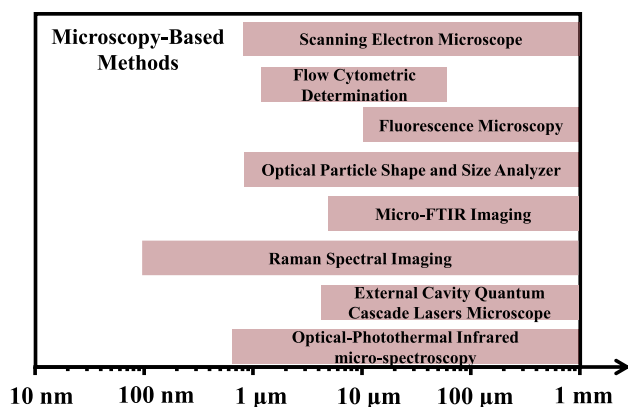 Microscopy-Based
Methods
Scanning Electron Microscope
Flow Cytometric
Determination
Fluorescence Microscopy
Optical Particle Shape and Size Analyzer
Micro-FTIR Imaging
Raman Spectral Imaging
External Cavity Quantum
Cascade Lasers Microscope
Optical-Photothermal Infrared
micro-spectroscopy
10 nm 100 nm 1 μm 10 μm 100 μm 1 mm